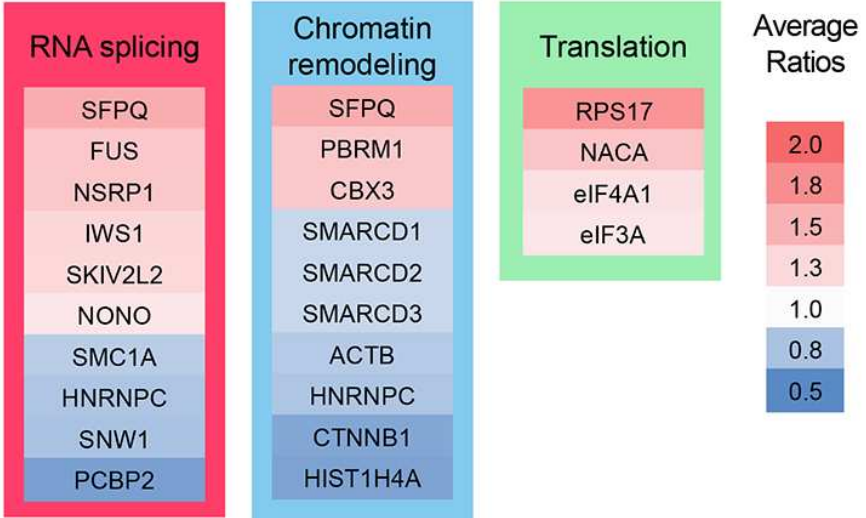 RNA splicing
SFPQ
FUS
NSRP1
IWS1
SKIV2L2
NONO
SMC1A
HNRNPC
SNW1
PCBP2
Chromatin
remodeling
SFPQ
PBRM1
CBX3
SMARCD1
SMARCD2
SMARCD3
ACTB
HNRNPC
CTNNB1
HIST1H4A
Translation
RPS17
NACA
eIF4A1
eIF3A
Average
Ratios
2.0
1.8
1.5
1.3
1.0
0.8
0.5